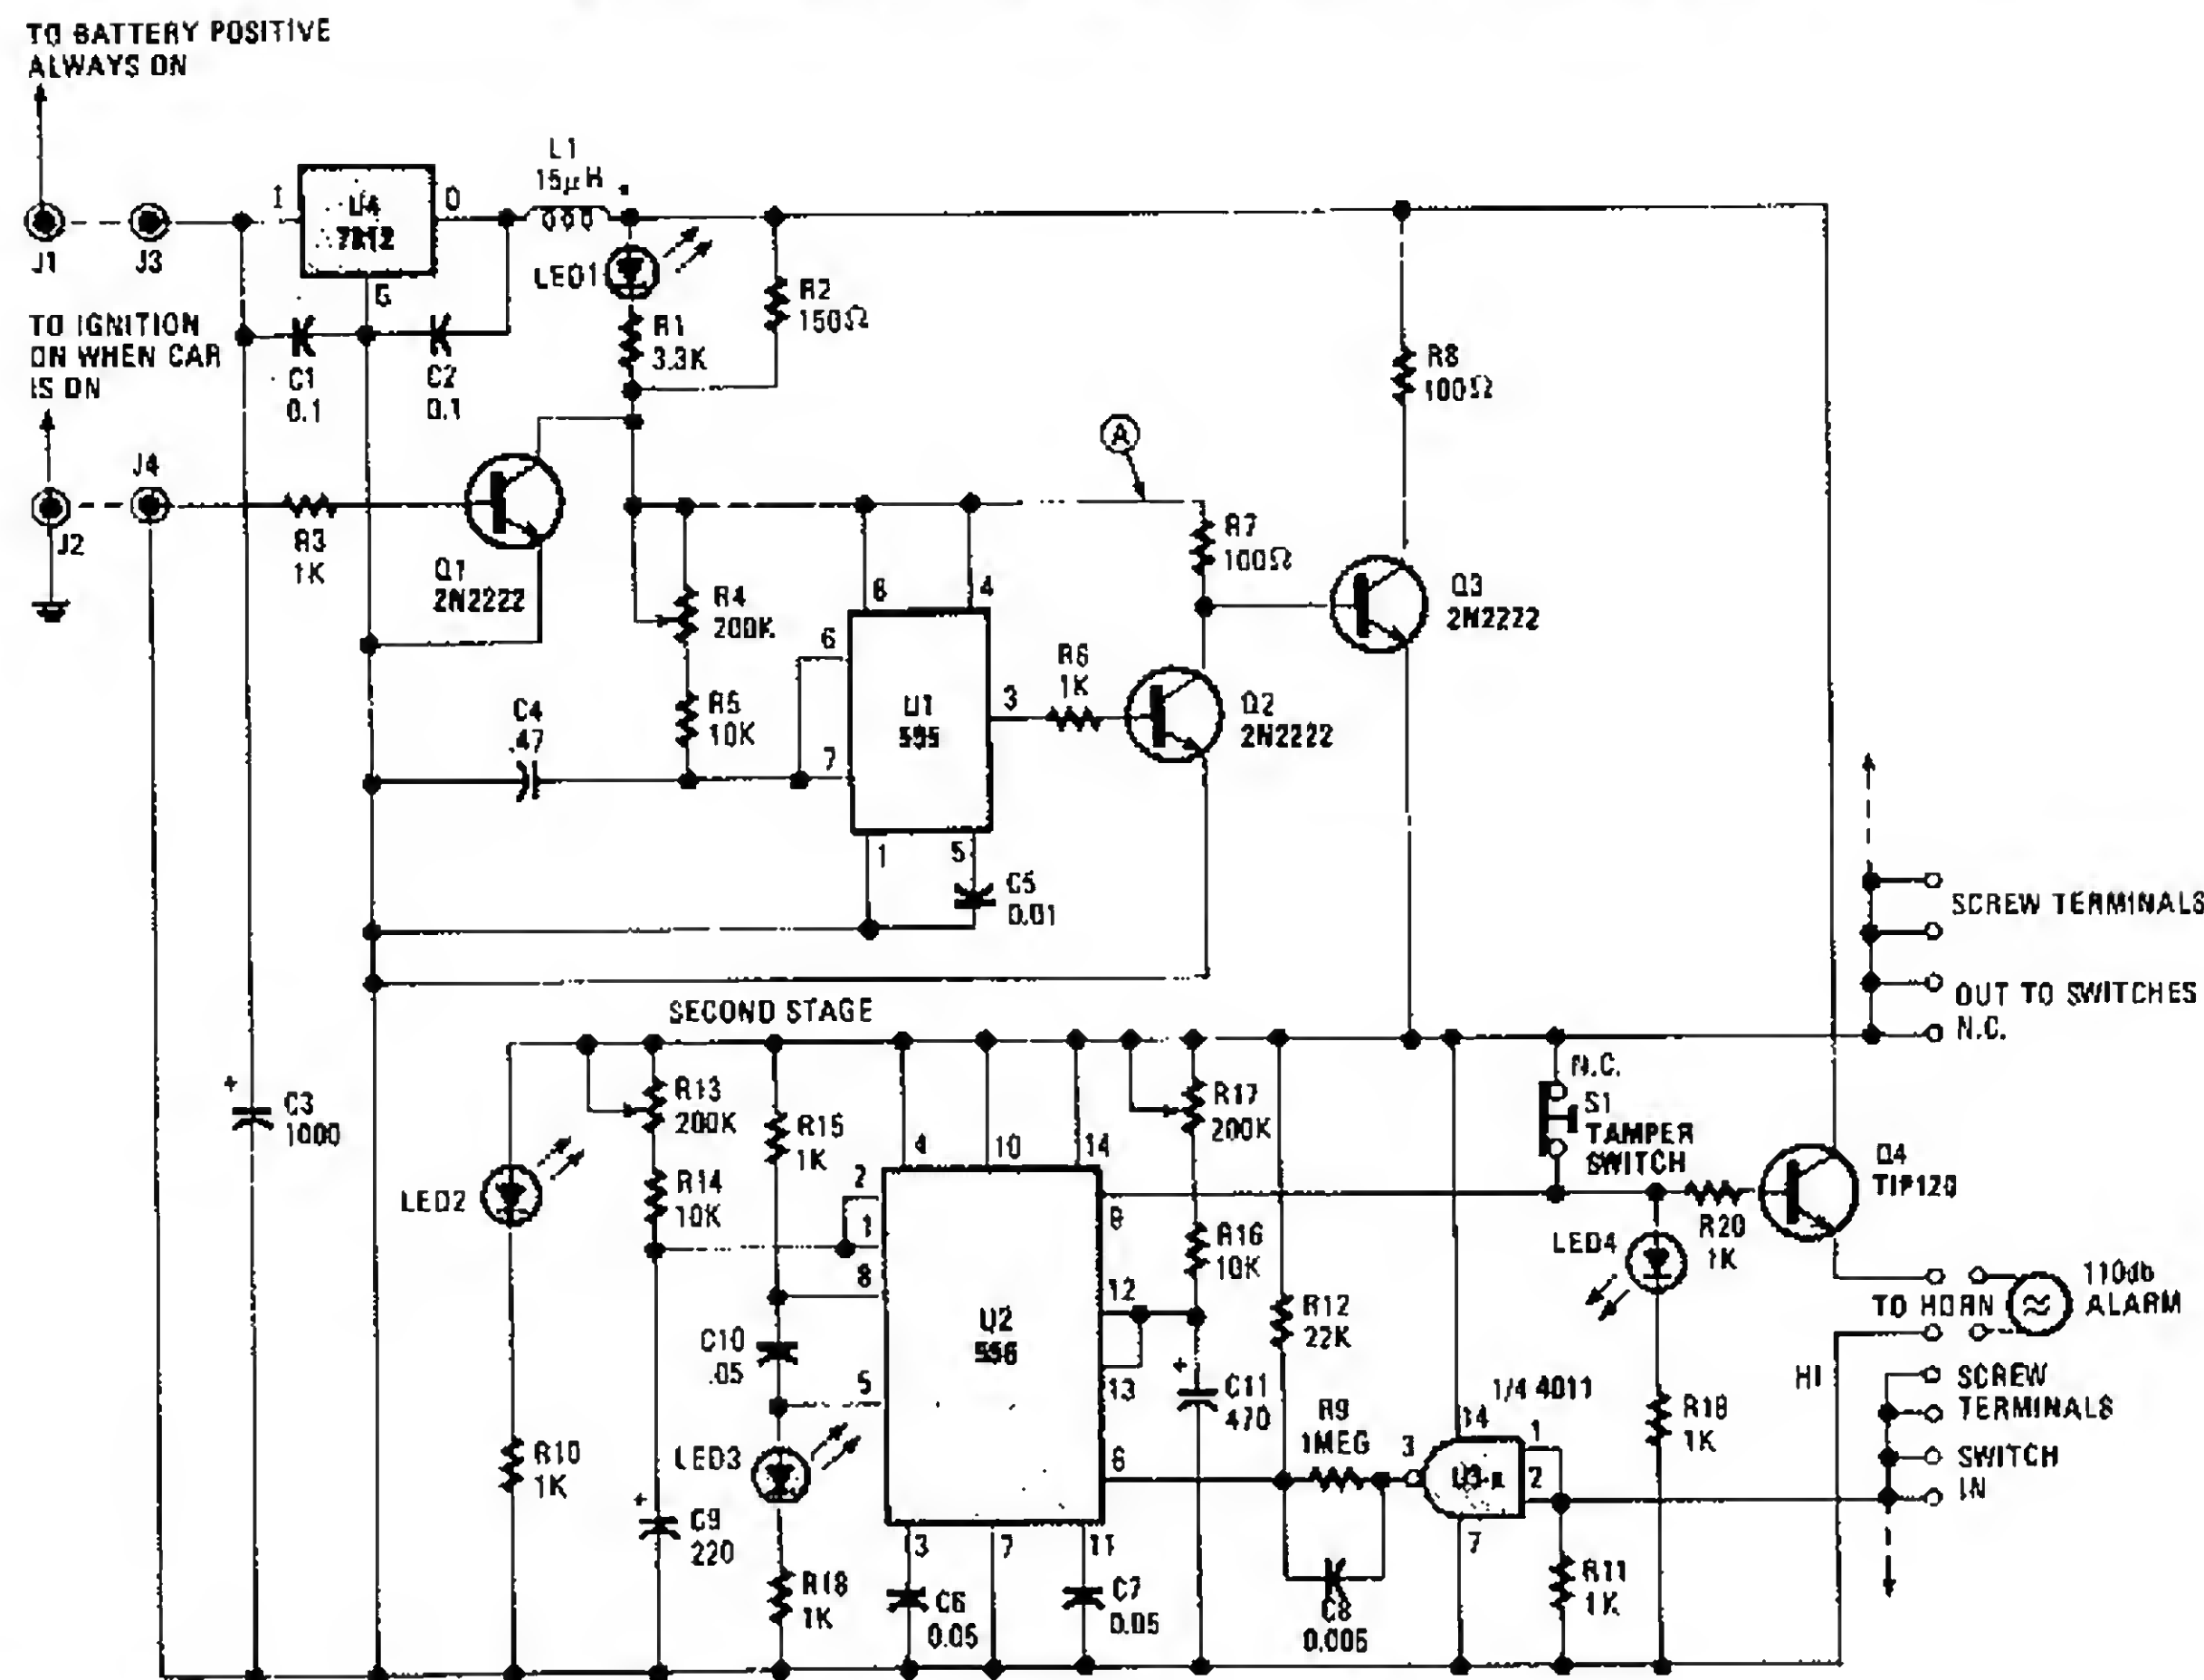 TO BATTERY POSITIVE
ALWAYS ON
J1
J3
I
U4
7812
O
G
L1
15μH
LED1
R1
3.3K
R2
150Ω
C1
0.1
C2
0.1
TO IGNITION
ON WHEN CAR
IS ON
J2
J4
R3
1K
Q1
2N2222
A
R8
100Ω
R7
100Ω
Q3
2N2222
R4
200K
R5
10K
C4
.47
8
4
6
7
U1
555
3
1
5
R6
1K
Q2
2N2222
C5
0.01
SCREW TERMINALS
OUT TO SWITCHES
N.C.
SECOND STAGE
+
C3
1000
LED2
R10
1K
R13
200K
R14
10K
+
C9
220
R15
1K
C10
.05
LED3
R18
1K
4
10
14
2
1
8
5
U2
556
9
12
13
6
3
7
11
C6
0.05
C7
0.05
R17
200K
R16
10K
+
C11
470
R12
22K
R9
1MEG
C8
0.005
1/4 4011
14
3
U3-a
1
2
7
R11
1K
N.C.
S1
TAMPER
SWITCH
LED4
R18
1K
R20
1K
Q4
TIP120
TO HORN
110db
ALARM
HI
SCREW
TERMINALS
SWITCH
IN